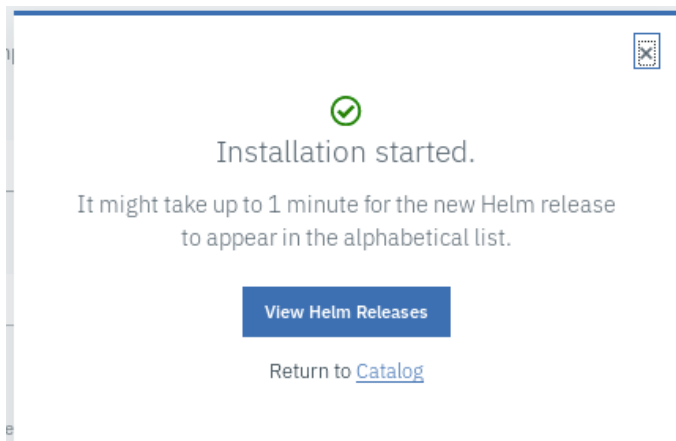 Installation started.
It might take up to 1 minute for the new Helm release
to appear in the alphabetical list.
View Helm Releases
Return to Catalog